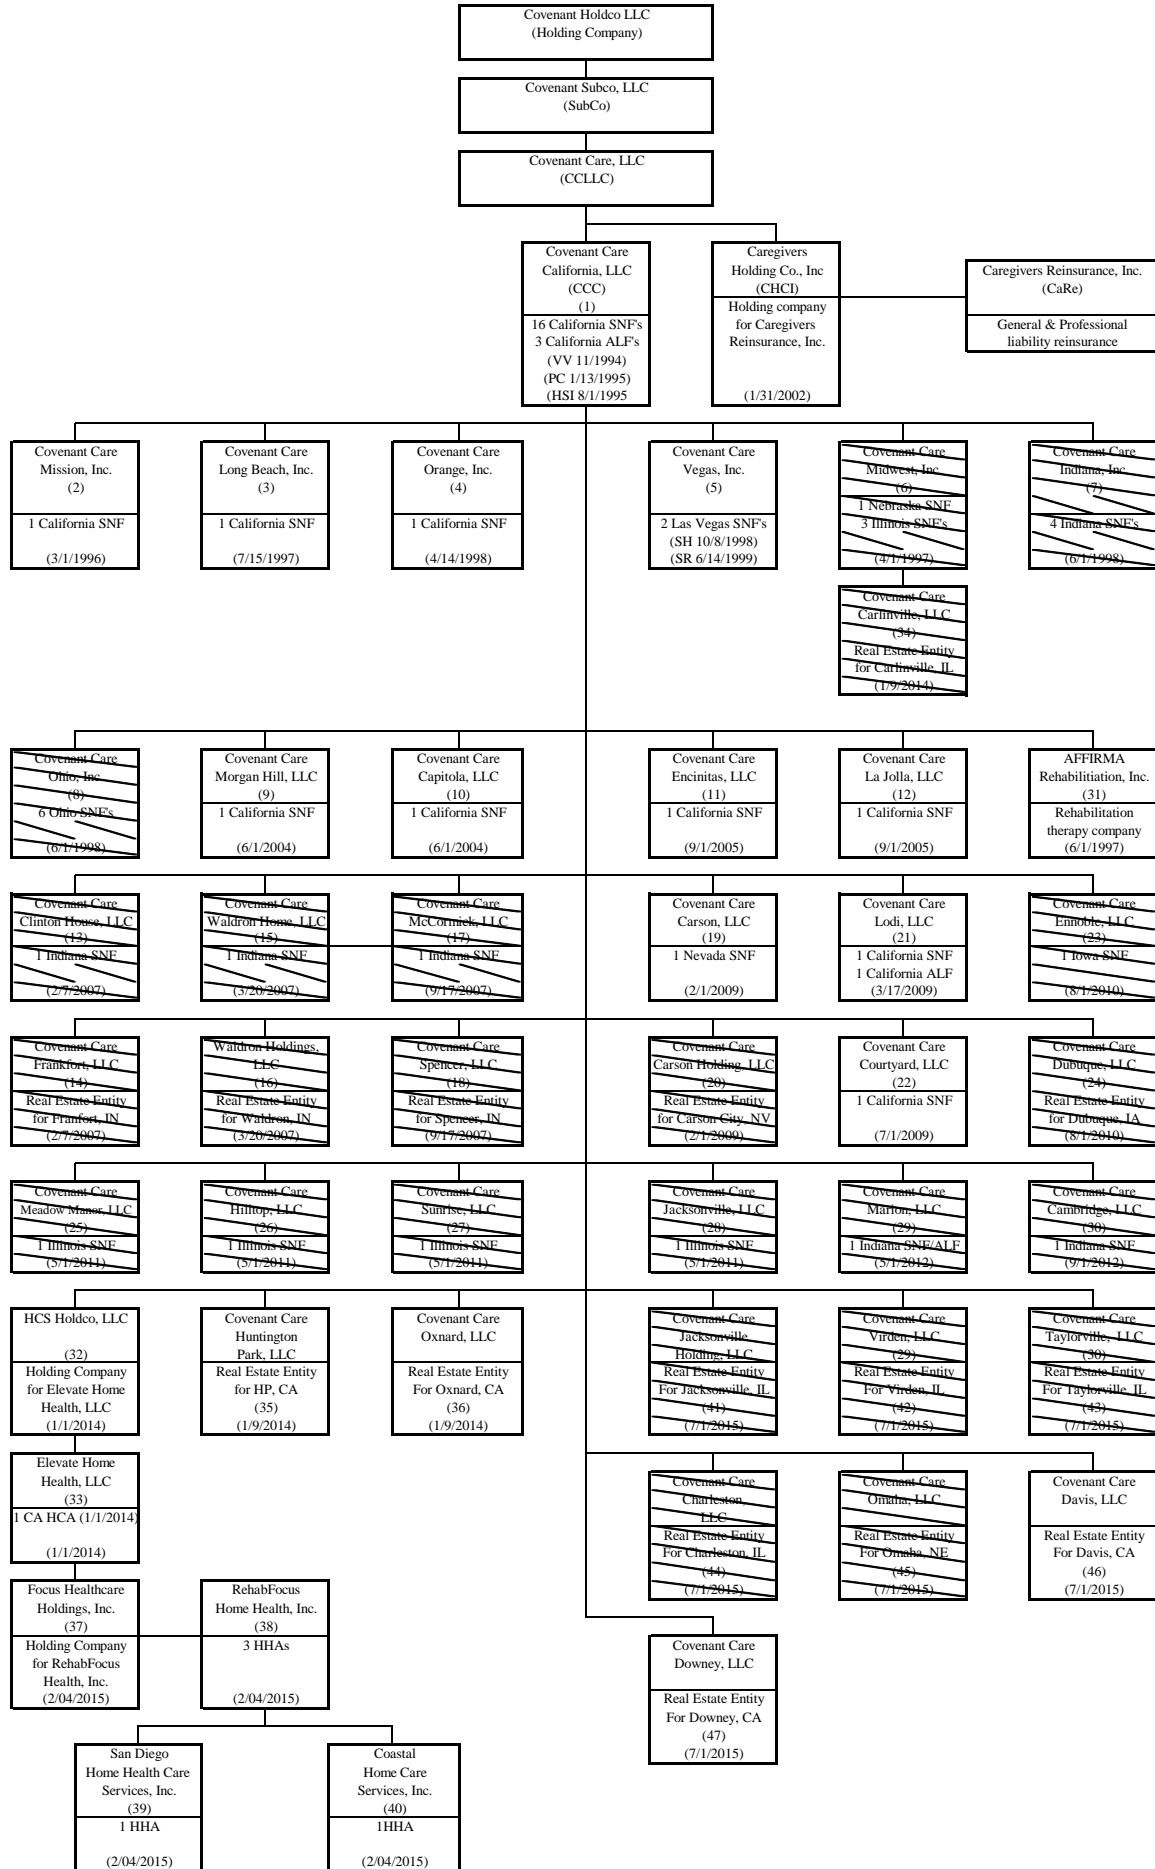 Covenant Holdco LLC
(Holding Company)
Covenant Subco, LLC
(SubCo)
Covenant Care, LLC
(CCLLC)
Covenant Care
California, LLC
(CCC)
(1)
16 California SNF's
3 California ALF's
(VV 11/1994)
(PC 1/13/1995)
(HSI 8/1/1995
Caregivers
Holding Co., Inc
(CHCI)
Holding company
for Caregivers
Reinsurance, Inc.
(1/31/2002)
Caregivers Reinsurance, Inc.
(CaRe)
General & Professional
liability reinsurance
Covenant Care
Mission, Inc.
(2)
1 California SNF
(3/1/1996)
Covenant Care
Long Beach, Inc.
(3)
1 California SNF
(7/15/1997)
Covenant Care
Orange, Inc.
(4)
1 California SNF
(4/14/1998)
Covenant Care
Vegas, Inc.
(5)
2 Las Vegas SNF's
(SH 10/8/1998)
(SR 6/14/1999)
Covenant Care
Midwest, Inc
(6)
1 Nebraska SNF
3 Illinois SNF's
(4/1/1997)
Covenant Care
Indiana, Inc
(7)
4 Indiana SNF's
(6/1/1998)
Covenant Care
Carlinville, LLC
(34)
Real Estate Entity
for Carlinville, IL
(1/9/2014)
Covenant Care
Ohio, Inc
(8)
6 Ohio SNF's
(6/1/1998)
Covenant Care
Morgan Hill, LLC
(9)
1 California SNF
(6/1/2004)
Covenant Care
Capitola, LLC
(10)
1 California SNF
(6/1/2004)
Covenant Care
Encinitas, LLC
(11)
1 California SNF
(9/1/2005)
Covenant Care
La Jolla, LLC
(12)
1 California SNF
(9/1/2005)
AFFIRMA
Rehabilitiation, Inc.
(31)
Rehabilitation
therapy company
(6/1/1997)
Covenant Care
Clinton House, LLC
(13)
1 Indiana SNF
(2/7/2007)
Covenant Care
Waldron Home, LLC
(15)
1 Indiana SNF
(3/20/2007)
Covenant Care
McCormick, LLC
(17)
1 Indiana SNF
(9/17/2007)
Covenant Care
Carson, LLC
(19)
1 Nevada SNF
(2/1/2009)
Covenant Care
Lodi, LLC
(21)
1 California SNF
1 California ALF
(3/17/2009)
Covenant Care
Ennoble, LLC
(23)
1 Iowa SNF
(8/1/2010)
Covenant Care
Frankfort, LLC
(14)
Real Estate Entity
for Franfort, IN
(2/7/2007)
Waldron Holdings,
LLC
(16)
Real Estate Entity
for Waldron, IN
(3/20/2007)
Covenant Care
Spencer, LLC
(18)
Real Estate Entity
for Spencer, IN
(9/17/2007)
Covenant Care
Carson Holding, LLC
(20)
Real Estate Entity
for Carson City, NV
(2/1/2009)
Covenant Care
Courtyard, LLC
(22)
1 California SNF
(7/1/2009)
Covenant Care
Dubuque, LLC
(24)
Real Estate Entity
for Dubuque, IA
(8/1/2010)
Covenant Care
Meadow Manor, LLC
(25)
1 Illinois SNF
(5/1/2011)
Covenant Care
Hilltop, LLC
(26)
1 Illinois SNF
(5/1/2011)
Covenant Care
Sunrise, LLC
(27)
1 Illinois SNF
(5/1/2011)
Covenant Care
Jacksonville, LLC
(28)
1 Illinois SNF
(5/1/2011)
Covenant Care
Marion, LLC
(29)
1 Indiana SNF/ALF
(5/1/2012)
Covenant Care
Cambridge, LLC
(30)
1 Indiana SNF
(9/1/2012)
HCS Holdco, LLC
(32)
Holding Company
for Elevate Home
Health, LLC
(1/1/2014)
Covenant Care
Huntington
Park, LLC
Real Estate Entity
for HP, CA
(35)
(1/9/2014)
Covenant Care
Oxnard, LLC
Real Estate Entity
For Oxnard, CA
(36)
(1/9/2014)
Covenant Care
Jacksonville
Holding, LLC
Real Estate Entity
For Jacksonville, IL
(41)
(7/1/2015)
Covenant Care
Virden, LLC
(29)
Real Estate Entity
For Virden, IL
(42)
(7/1/2015)
Covenant Care
Taylorville, LLC
(30)
Real Estate Entity
For Taylorville, IL
(43)
(7/1/2015)
Elevate Home
Health, LLC
(33)
1 CA HCA (1/1/2014)
(1/1/2014)
Covenant Care
Charleston,
LLC
Real Estate Entity
For Charleston, IL
(44)
(7/1/2015)
Covenant Care
Omaha, LLC
Real Estate Entity
For Omaha, NE
(45)
(7/1/2015)
Covenant Care
Davis, LLC
Real Estate Entity
For Davis, CA
(46)
(7/1/2015)
Focus Healthcare
Holdings, Inc.
(37)
Holding Company
for RehabFocus
Health, Inc.
(2/04/2015)
RehabFocus
Home Health, Inc.
(38)
3 HHAs
(2/04/2015)
Covenant Care
Downey, LLC
Real Estate Entity
For Downey, CA
(47)
(7/1/2015)
San Diego
Home Health Care
Services, Inc.
(39)
1 HHA
(2/04/2015)
Coastal
Home Care
Services, Inc.
(40)
1HHA
(2/04/2015)